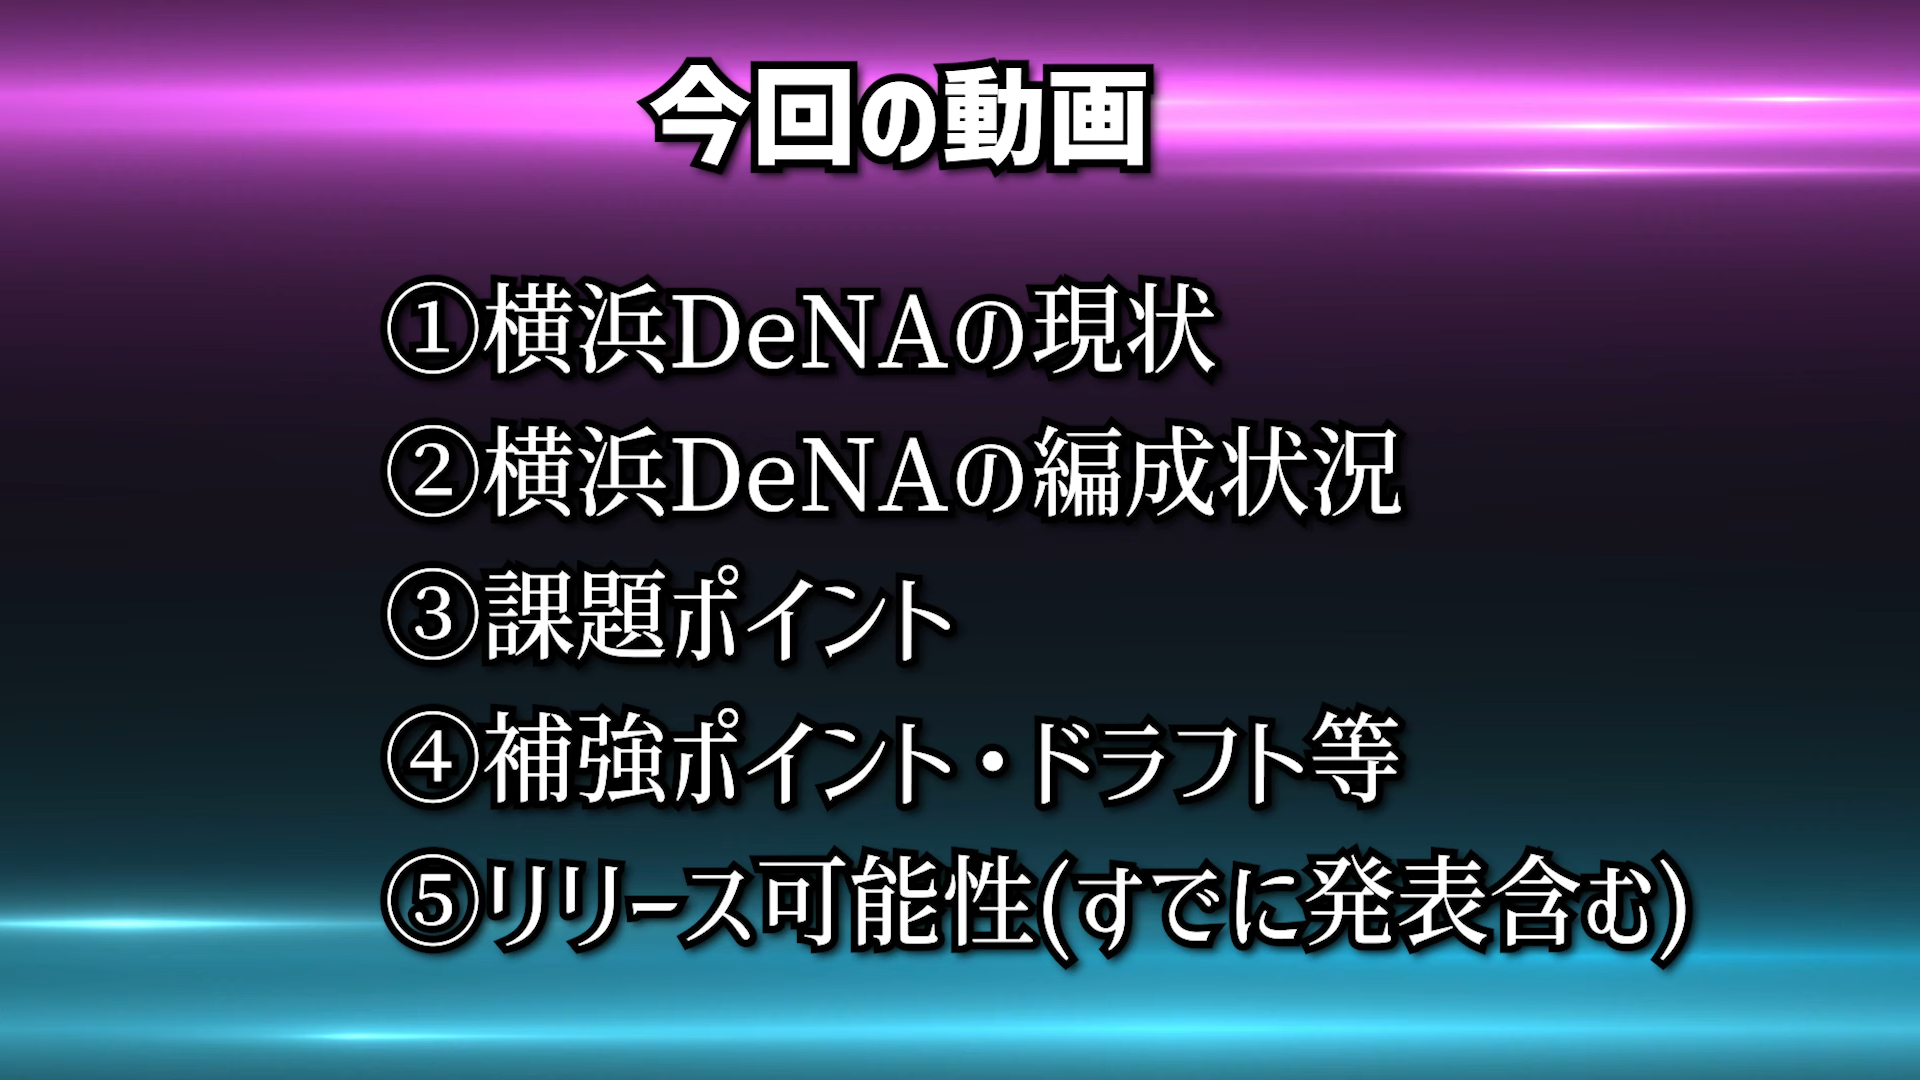 今回の動画
①横浜DeNAの現状
②横浜DeNAの編成状況
③課題ポイント
④補強ポイント・ドラフト等
⑤リリース可能性(すでに発表含む)